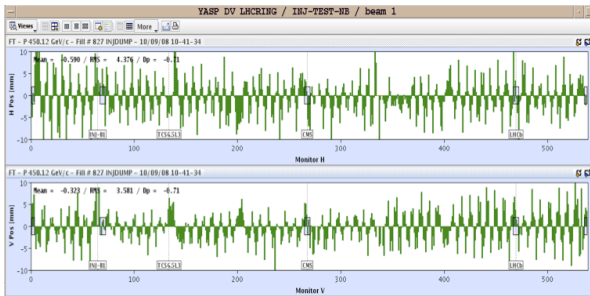 YASP DV LHCRING / INJ-TEST-NB / beam 1
Views More
FT - P 450.12 GeV/c - Fill # 827 INJDUMP - 10/09/08 10-41-34
Mean = -0.590 / RMS = 4.376 / Dp = -0.71
H Pos [mm]
10
5
0
-5
-10
INJ-B1 TCSG.5L3 CMS LHCb
0 100 200 300 400 500
Monitor H
FT - P 450.12 GeV/c - Fill # 827 INJDUMP - 10/09/08 10-41-34
Mean = -0.323 / RMS = 3.581 / Dp = -0.71
V Pos [mm]
10
5
0
-5
-10
INJ-B1 TCSG.5L3 CMS LHCb
0 100 200 300 400 500
Monitor V